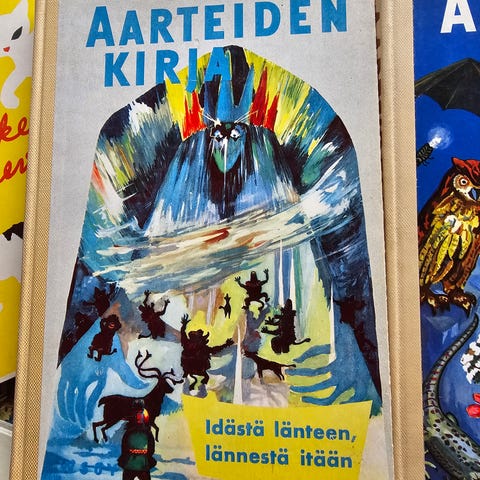 AARTEIDEN
KIRJA
Idästä länteen,
lännestä itään
A